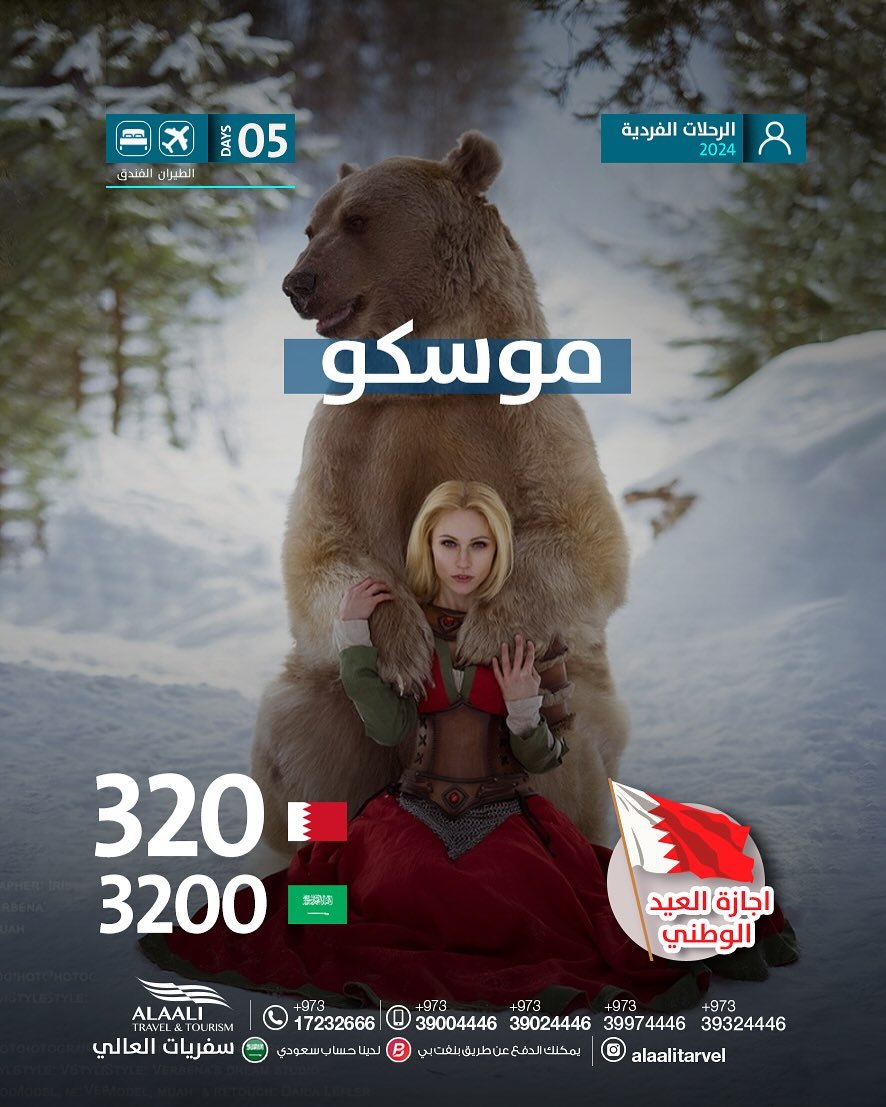 الرحلات الفردية
2024
05 DAYS
الطيران الفندق
موسكو
320
3200
اجازة العيد
الوطني
ALAALI
TRAVEL & TOURISM
سفريات العالي
+973 17232666
+973 39004446
+973 39024446
+973 39974446
+973 39324446
لدينا حساب سعودي
يمكنك الدفع عن طريق بنفت بي
alaalitarvel